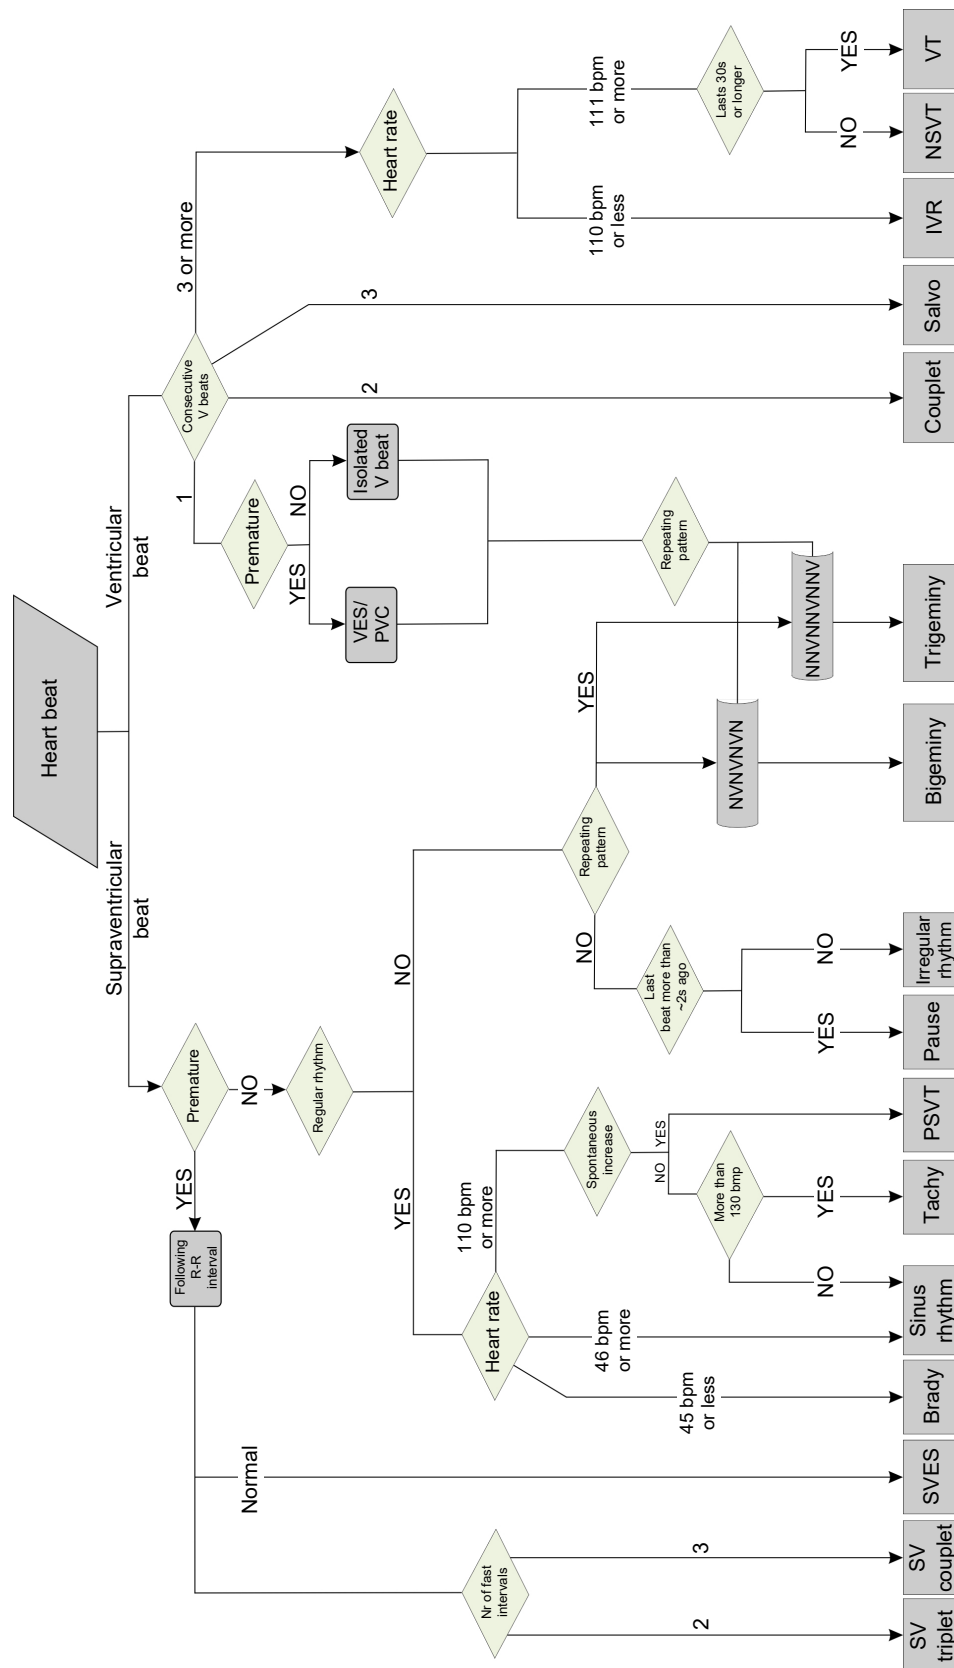 Heart beat
Supraventricular
beat
Ventricular
beat
YES
Premature
1
Consecutive
V beats
3 or more
Following
R-R
interval
NO
Normal
Regular rhythm
Premature
YES
NO
VES/
PVC
Isolated
V beat
2
3
Heart rate
YES
NO
Nr of fast
intervals
Heart rate
110 bpm
or more
Spontaneous
increase
NO
YES
Repeating
pattern
NO
YES
Repeating
pattern
110 bpm
or less
111 bpm
or more
2
3
45 bpm
or less
46 bpm
or more
More than
130 bmp
Last
beat more than
~2s ago
NVNVNVN
NNVNNVNNV
Lasts 30s
or longer
NO
YES
YES
NO
NO
YES
SV
triplet
SV
couplet
SVES
Brady
Sinus
rhythm
Tachy
PSVT
Pause
Irregular
rhythm
Bigeminy
Trigeminy
Couplet
Salvo
IVR
NSVT
VT